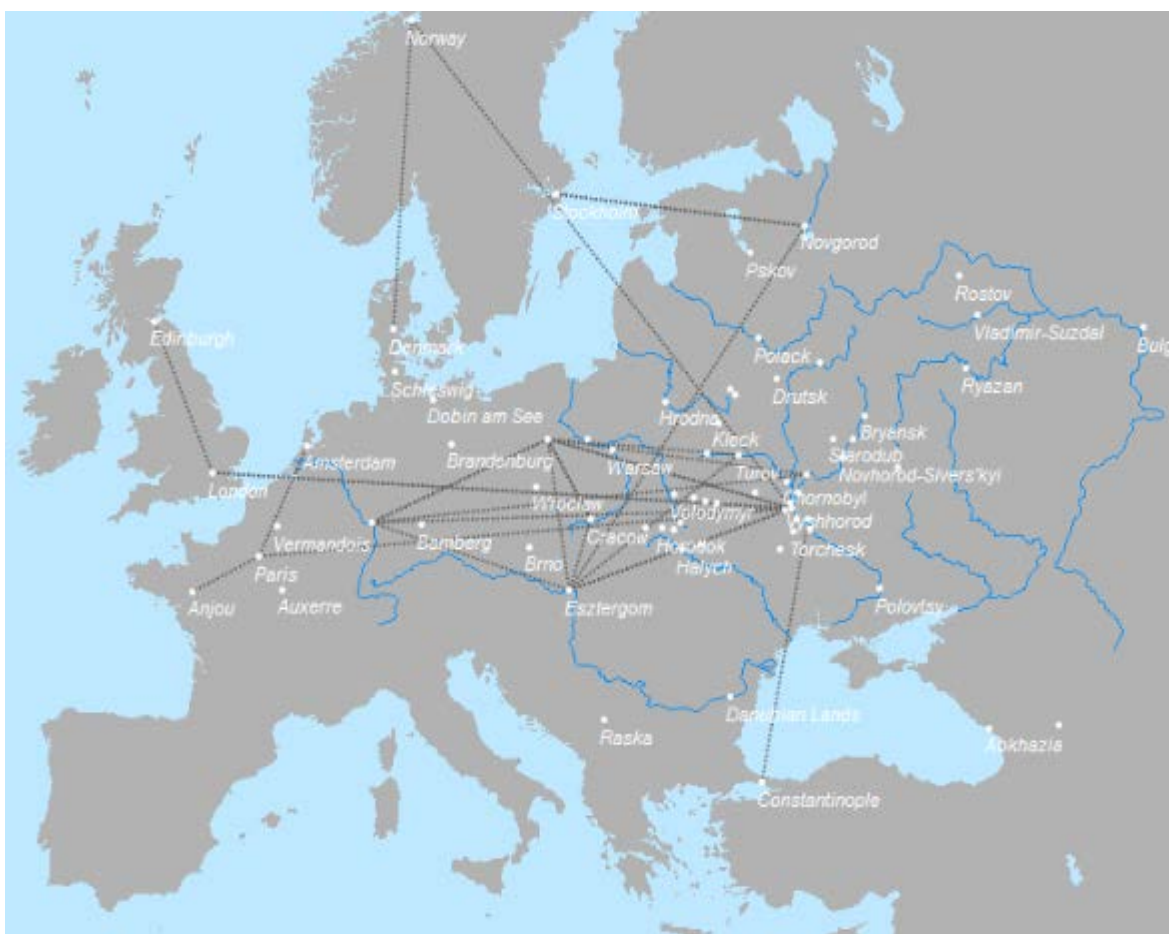 Norway
Stockholm
Novgorod
Pskov
Rostov
Edinburgh
Vladimir-Suzdal
Denmark
Polack
Ryazan
Schleswig
Drutsk
Dobin am See
Hrodna
Bryansk
Kleck
Starodub
Amsterdam
Brandenburg
Warsaw
Turov
Novhorod-Sivers'kyi
London
Wroclaw
Volodymyr
Vermandois
Bamberg
Cracow
Horodok
Torchesk
Brno
Halych
Paris
Anjou
Auxerre
Esztergom
Polovtsy
Danubian Lands
Raska
Abkhazia
Constantinople